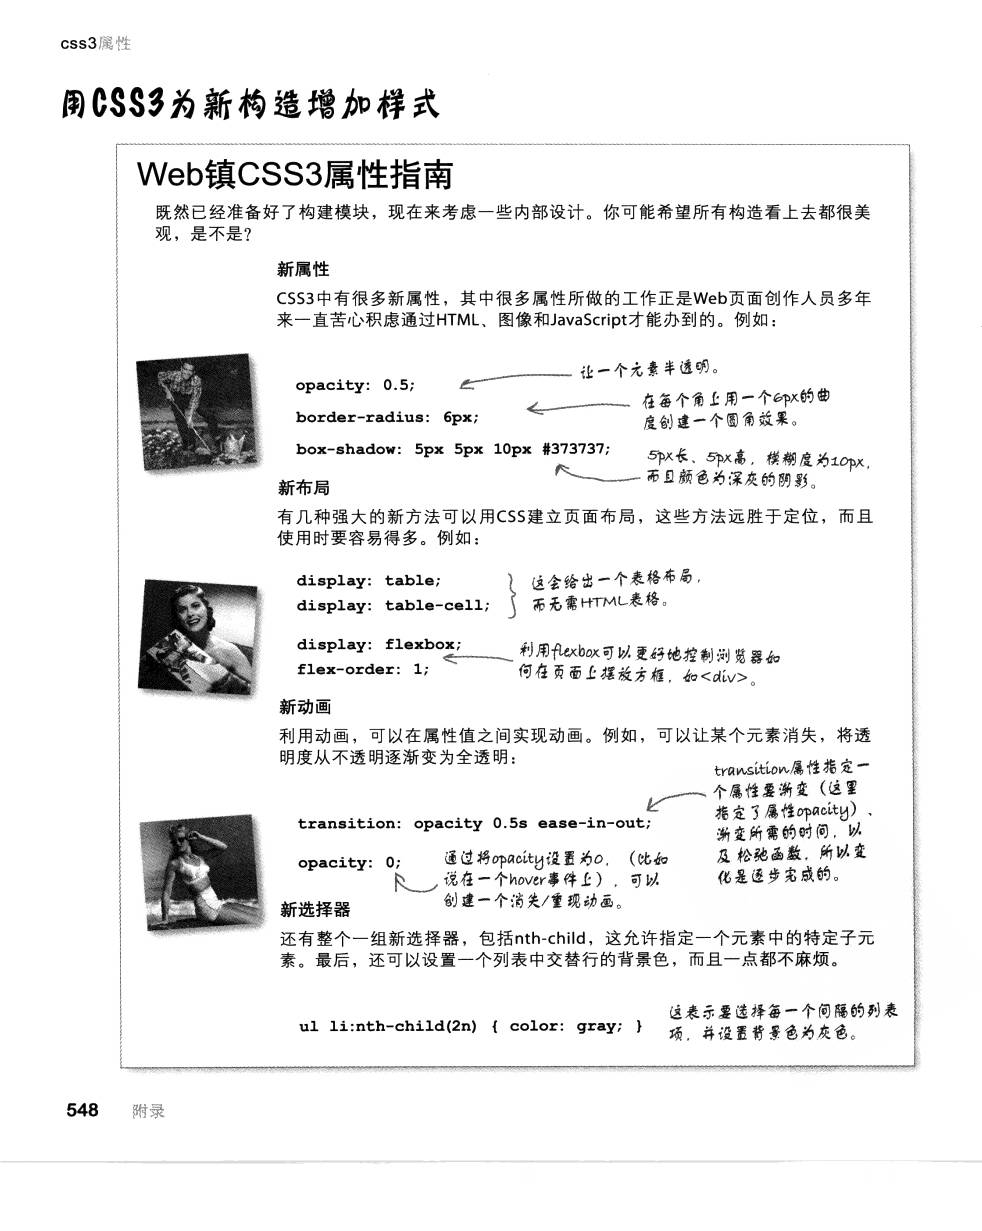 css3属性
用CSS3为新构造增加样式
Web镇CSS3属性指南
既然已经准备好了构建模块，现在来考虑一些内部设计。你可能希望所有构造看上去都很美
观，是不是？
新属性
CSS3中有很多新属性，其中很多属性所做的工作正是Web页面创作人员多年
来一直苦心积虑通过HTML、图像和JavaScript才能办到的。例如：
opacity: 0.5;
让一个元素半透明。
border-radius: 6px;
在每个角上用一个6px的曲
度创建一个圆角效果。
box-shadow: 5px 5px 10px #373737;
5px长、5px高，模糊度为10px，
而且颜色为深灰的阴影。
新布局
有几种强大的新方法可以用CSS建立页面布局，这些方法远胜于定位，而且
使用时要容易得多。例如：
display: table;
display: table-cell;
这会给出一个表格布局，
而无需HTML表格。
display: flexbox;
flex-order: 1;
利用flexbox可以更好地控制浏览器如
何在页面上摆放方框，如<div>。
新动画
利用动画，可以在属性值之间实现动画。例如，可以让某个元素消失，将透
明度从不透明逐渐变为全透明：
transition属性指定一
个属性要渐变（这里
指定了属性opacity）、
渐变所需的时间，以
及松弛函数，所以变
化是逐步完成的。
transition: opacity 0.5s ease-in-out;
opacity: 0;
通过将opacity设置为0，（比如
说在一个hover事件上），可以
创建一个消失/重现动画。
新选择器
还有整个一组新选择器，包括nth-child，这允许指定一个元素中的特定子元
素。最后，还可以设置一个列表中交替行的背景色，而且一点都不麻烦。
ul li:nth-child(2n) { color: gray; }
这表示要选择每一个间隔的列表
项，并设置背景色为灰色。
548 附录